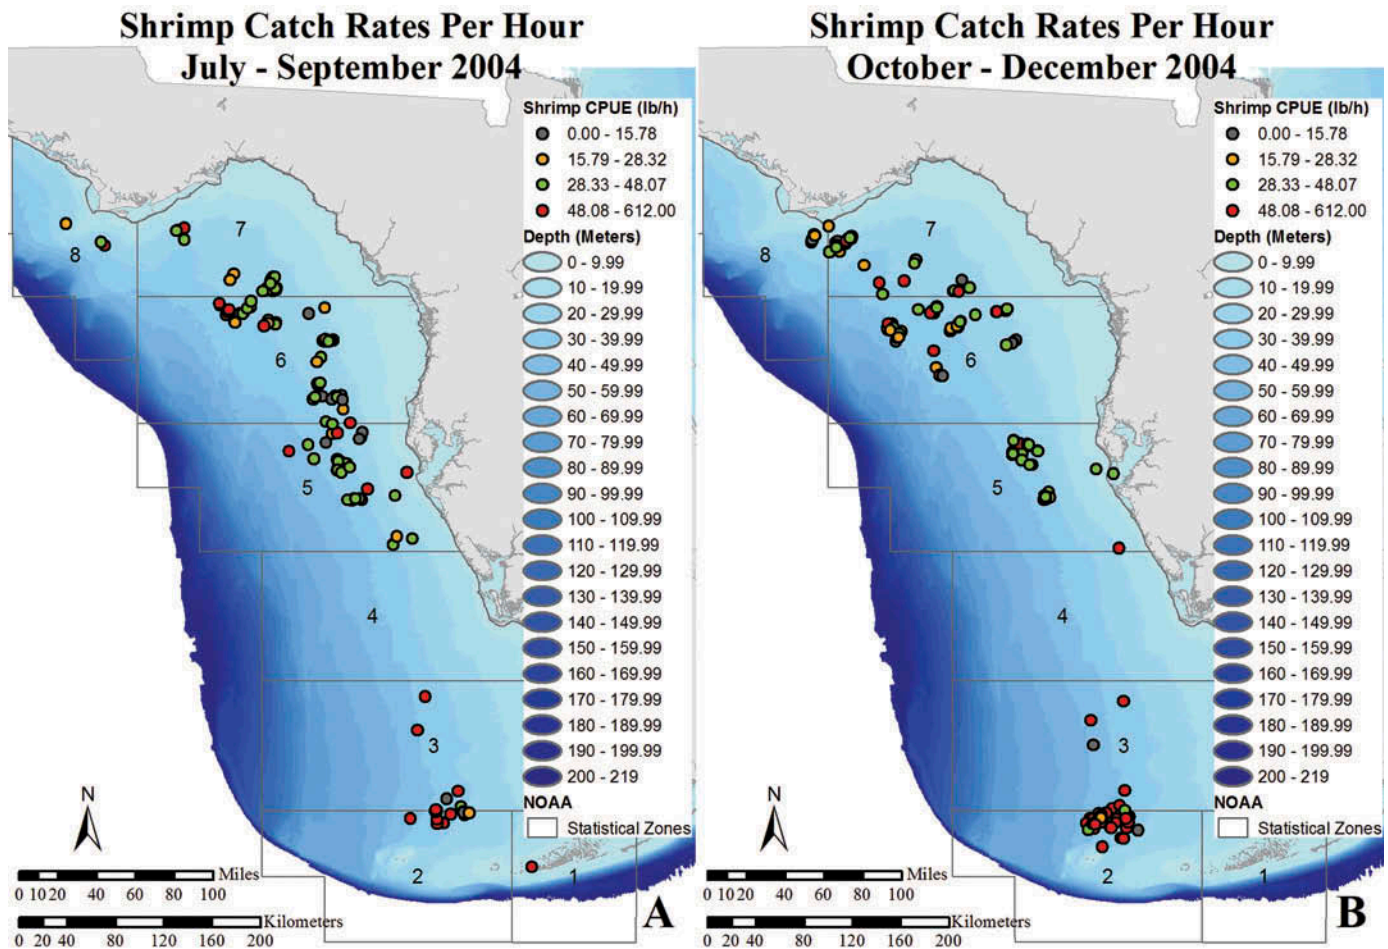 Shrimp Catch Rates Per Hour
July - September 2004
Shrimp CPUE (lb/h)
0.00 - 15.78
15.79 - 28.32
28.33 - 48.07
48.08 - 612.00
Depth (Meters)
0 - 9.99
10 - 19.99
20 - 29.99
30 - 39.99
40 - 49.99
50 - 59.99
60 - 69.99
70 - 79.99
80 - 89.99
90 - 99.99
100 - 109.99
110 - 119.99
120 - 129.99
130 - 139.99
140 - 149.99
150 - 159.99
160 - 169.99
170 - 179.99
180 - 189.99
190 - 199.99
200 - 219
NOAA
Statistical Zones
7
8
6
5
4
3
2
1
N
Miles
0 10 20 40 60 80 100
Kilometers
0 20 40 80 120 160 200
A
Shrimp Catch Rates Per Hour
October - December 2004
Shrimp CPUE (lb/h)
0.00 - 15.78
15.79 - 28.32
28.33 - 48.07
48.08 - 612.00
Depth (Meters)
0 - 9.99
10 - 19.99
20 - 29.99
30 - 39.99
40 - 49.99
50 - 59.99
60 - 69.99
70 - 79.99
80 - 89.99
90 - 99.99
100 - 109.99
110 - 119.99
120 - 129.99
130 - 139.99
140 - 149.99
150 - 159.99
160 - 169.99
170 - 179.99
180 - 189.99
190 - 199.99
200 - 219
NOAA
Statistical Zones
7
8
6
5
4
3
2
1
N
Miles
0 10 20 40 60 80 100
Kilometers
0 20 40 80 120 160 200
B